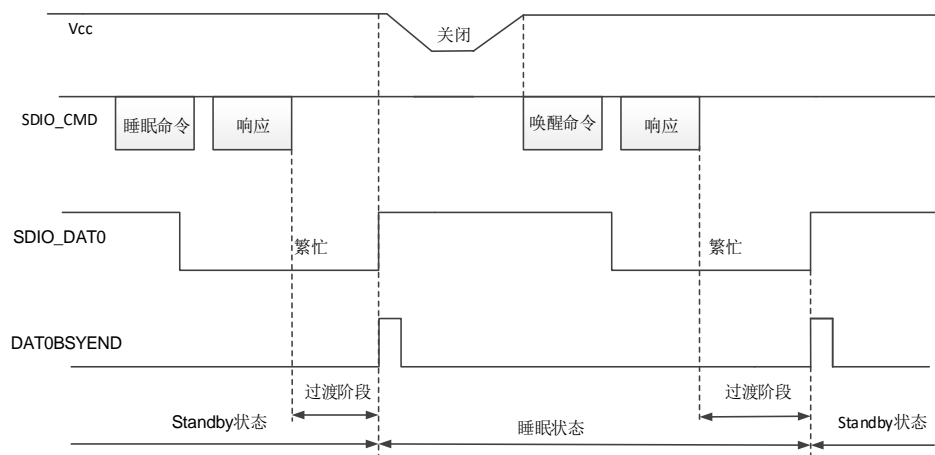 Vcc
关闭
SDIO_CMD
睡眠命令
响应
唤醒命令
响应
SDIO_DAT0
繁忙
繁忙
DAT0BSYEND
过渡阶段
过渡阶段
Standby状态
睡眠状态
Standby状态